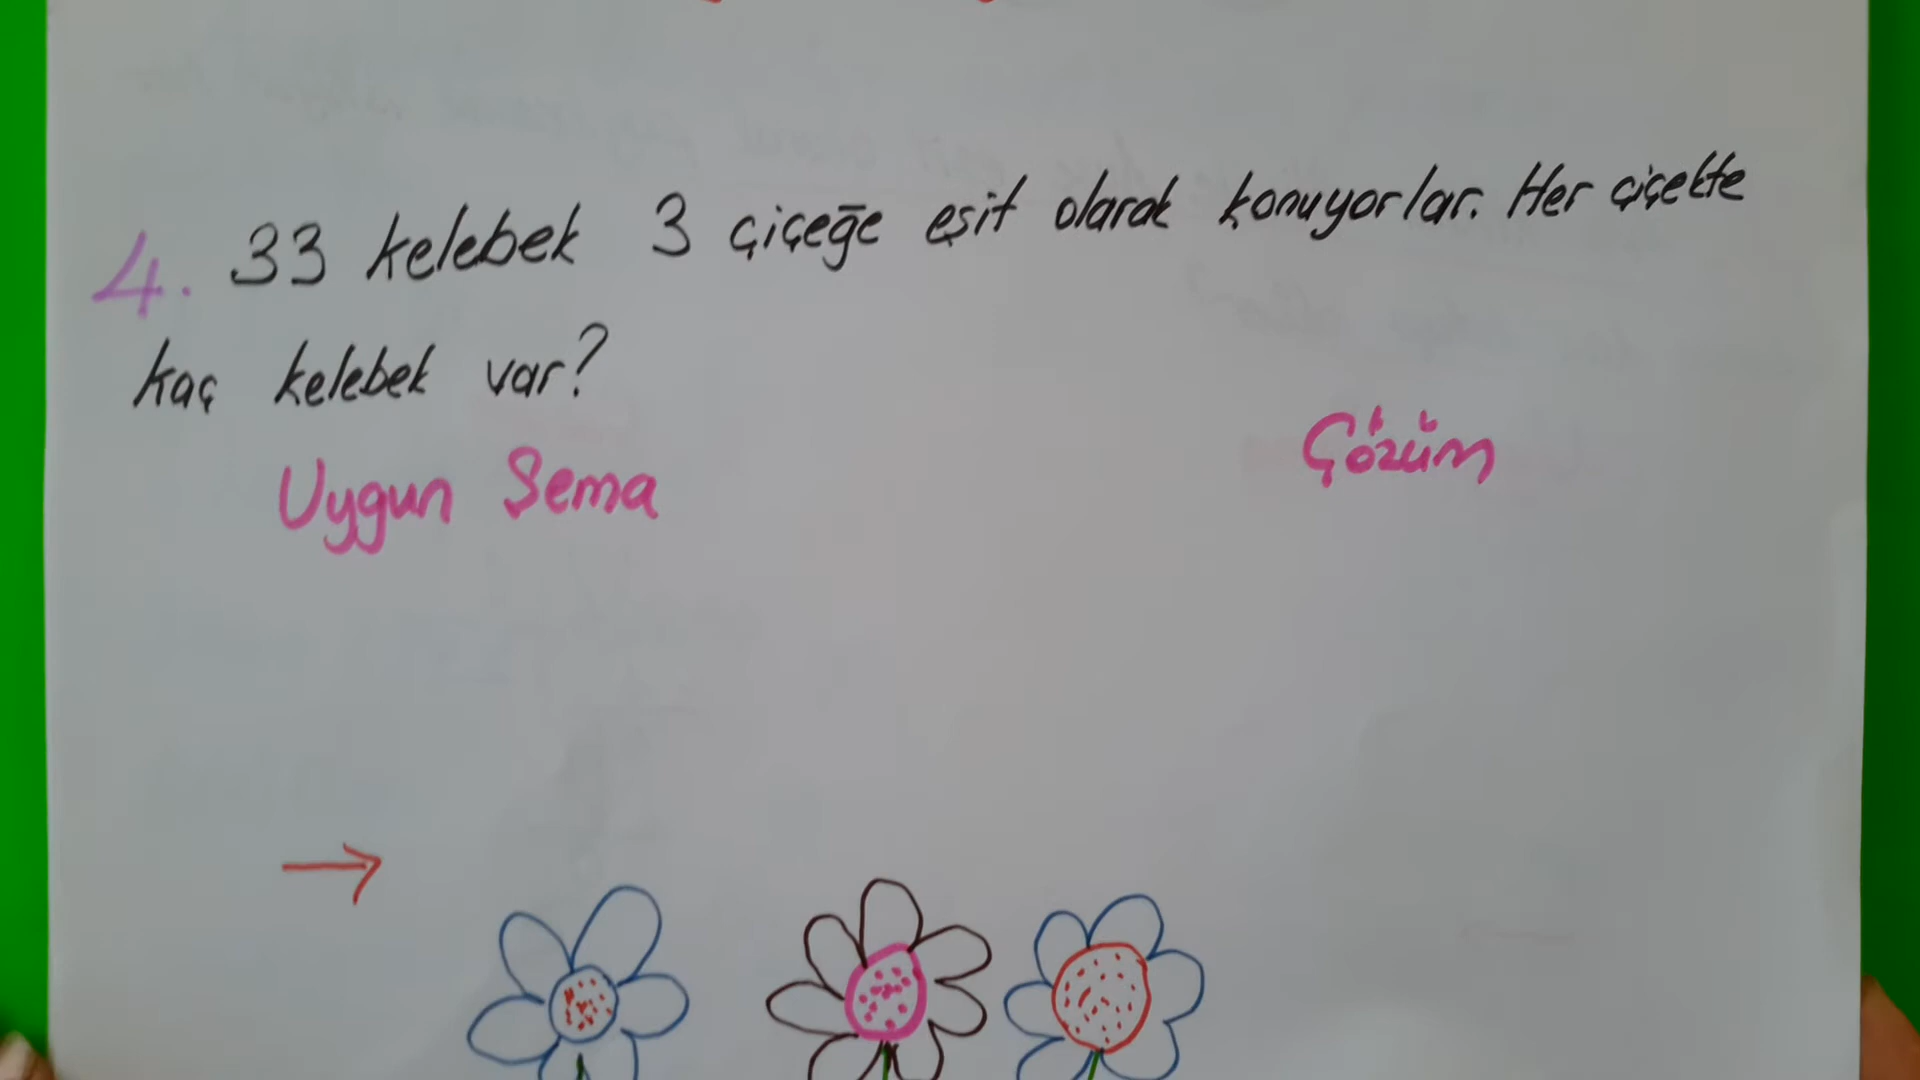 4. 33 kelebek 3 çiçeğe eşit olarak konuyorlar. Her çiçekte
kaç kelebek var?
Uygun Şema
Çözüm